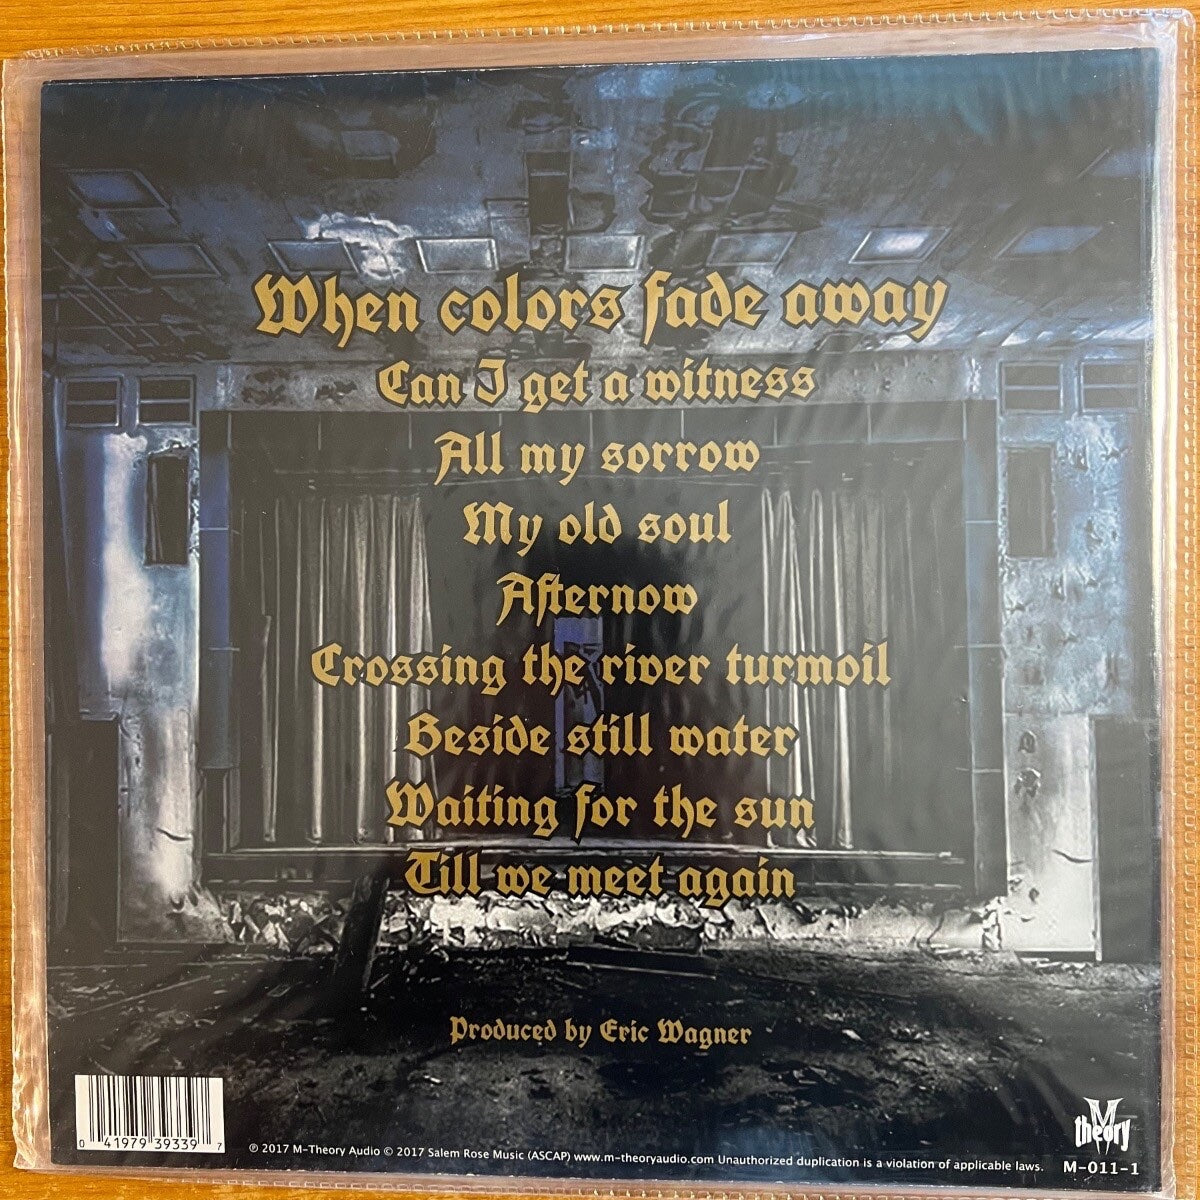 When colors fade away
Can I get a witness
All my sorrow
My old soul
Afternow
Crossing the river turmoil
Beside still water
Waiting for the sun
Till we meet again
Produced by Eric Wagner
0 41979 39339 7
℗ 2017 M-Theory Audio © 2017 Salem Rose Music (ASCAP) www.m-theoryaudio.com Unauthorized duplication is a violation of applicable laws.
M theory
M-011-1